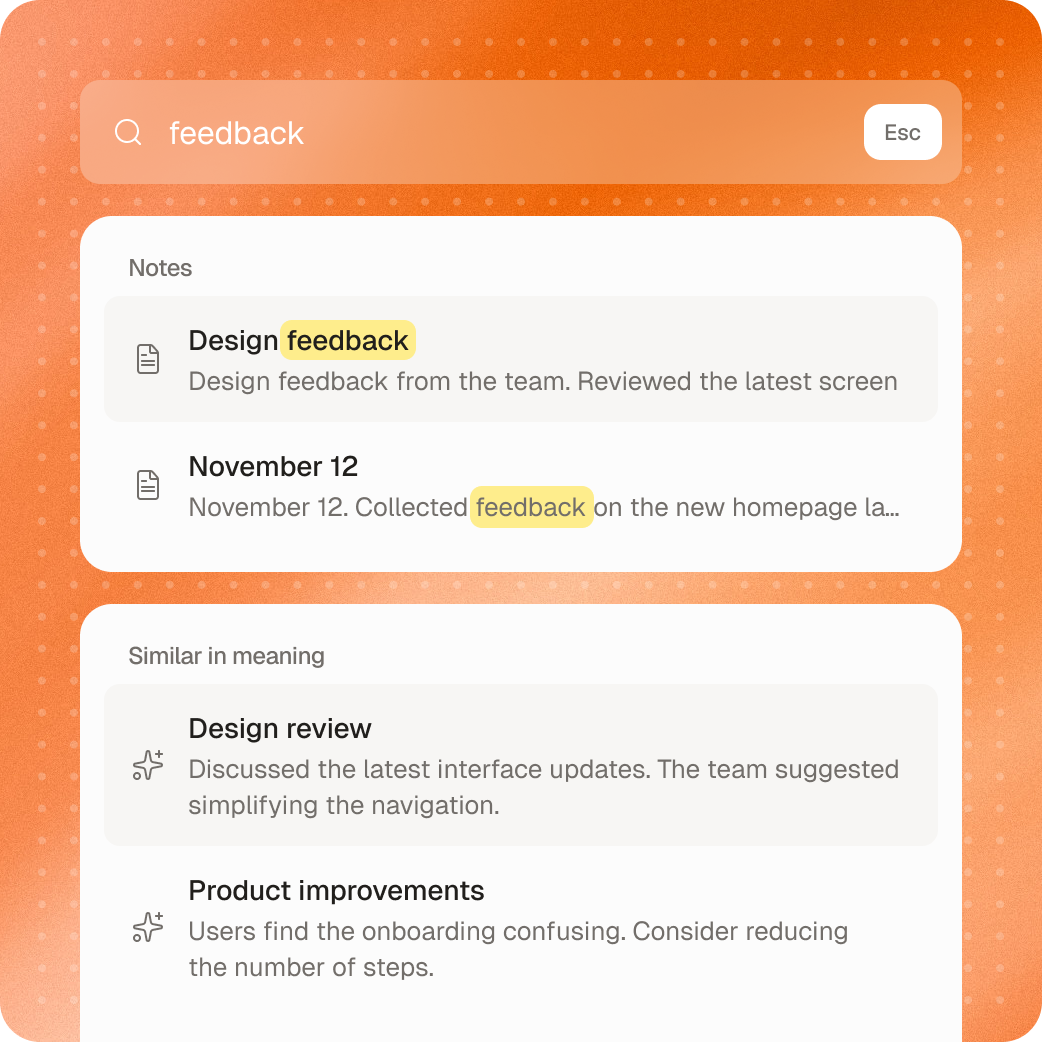 feedback
Esc
Notes
Design feedback
Design feedback from the team. Reviewed the latest screen
November 12
November 12. Collected feedback on the new homepage la...
Similar in meaning
Design review
Discussed the latest interface updates. The team suggested
simplifying the navigation.
Product improvements
Users find the onboarding confusing. Consider reducing
the number of steps.